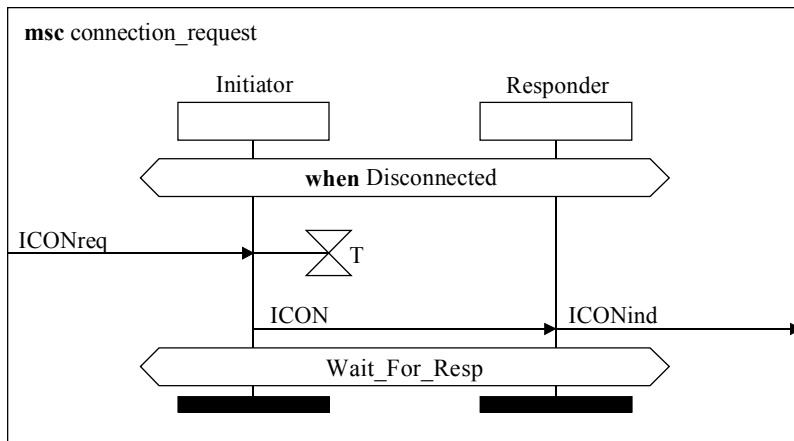 msc connection_request
Initiator
Responder
when Disconnected
ICONreq
T
ICON
ICONind
Wait_For_Resp